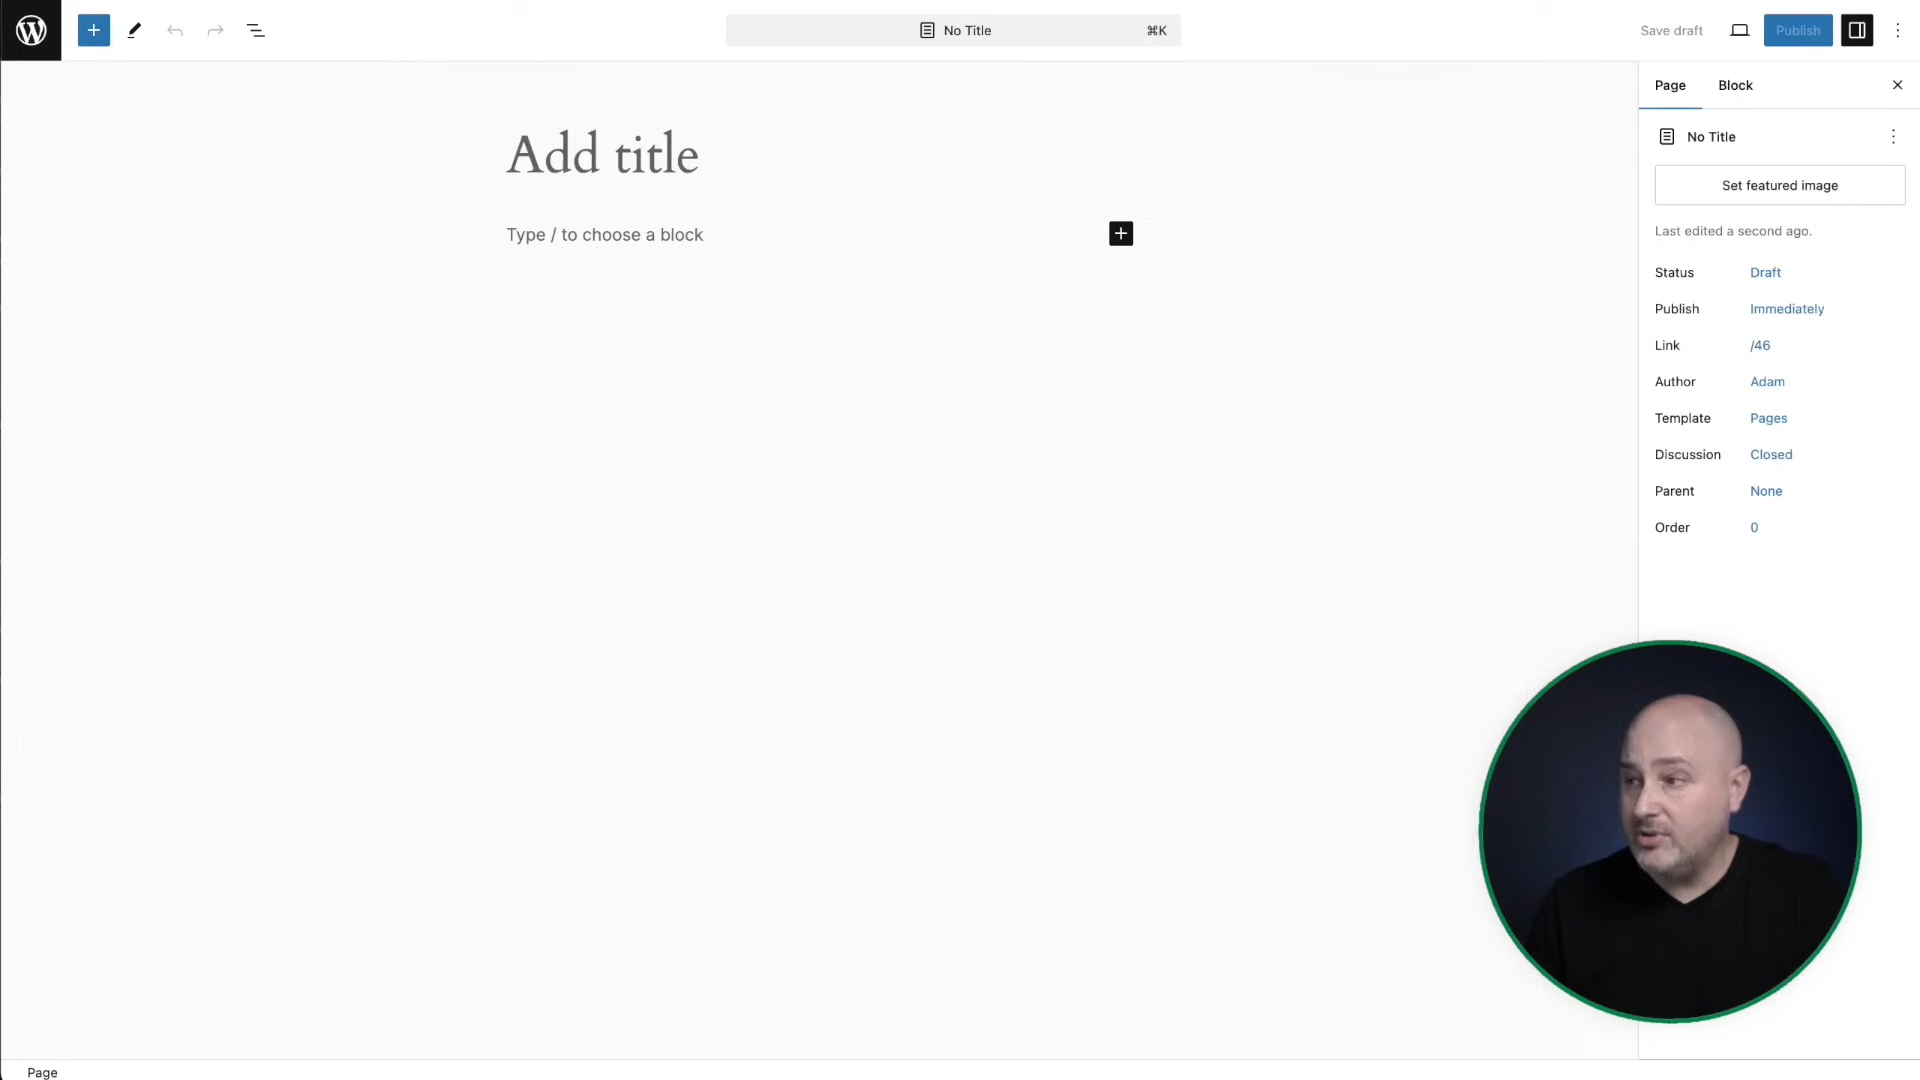 No Title
⌘K
Save draft
Publish
Page
Block
Add title
No Title
Set featured image
Type / to choose a block
Last edited a second ago.
Status Draft
Publish Immediately
Link /46
Author Adam
Template Pages
Discussion Closed
Parent None
Order 0
Page